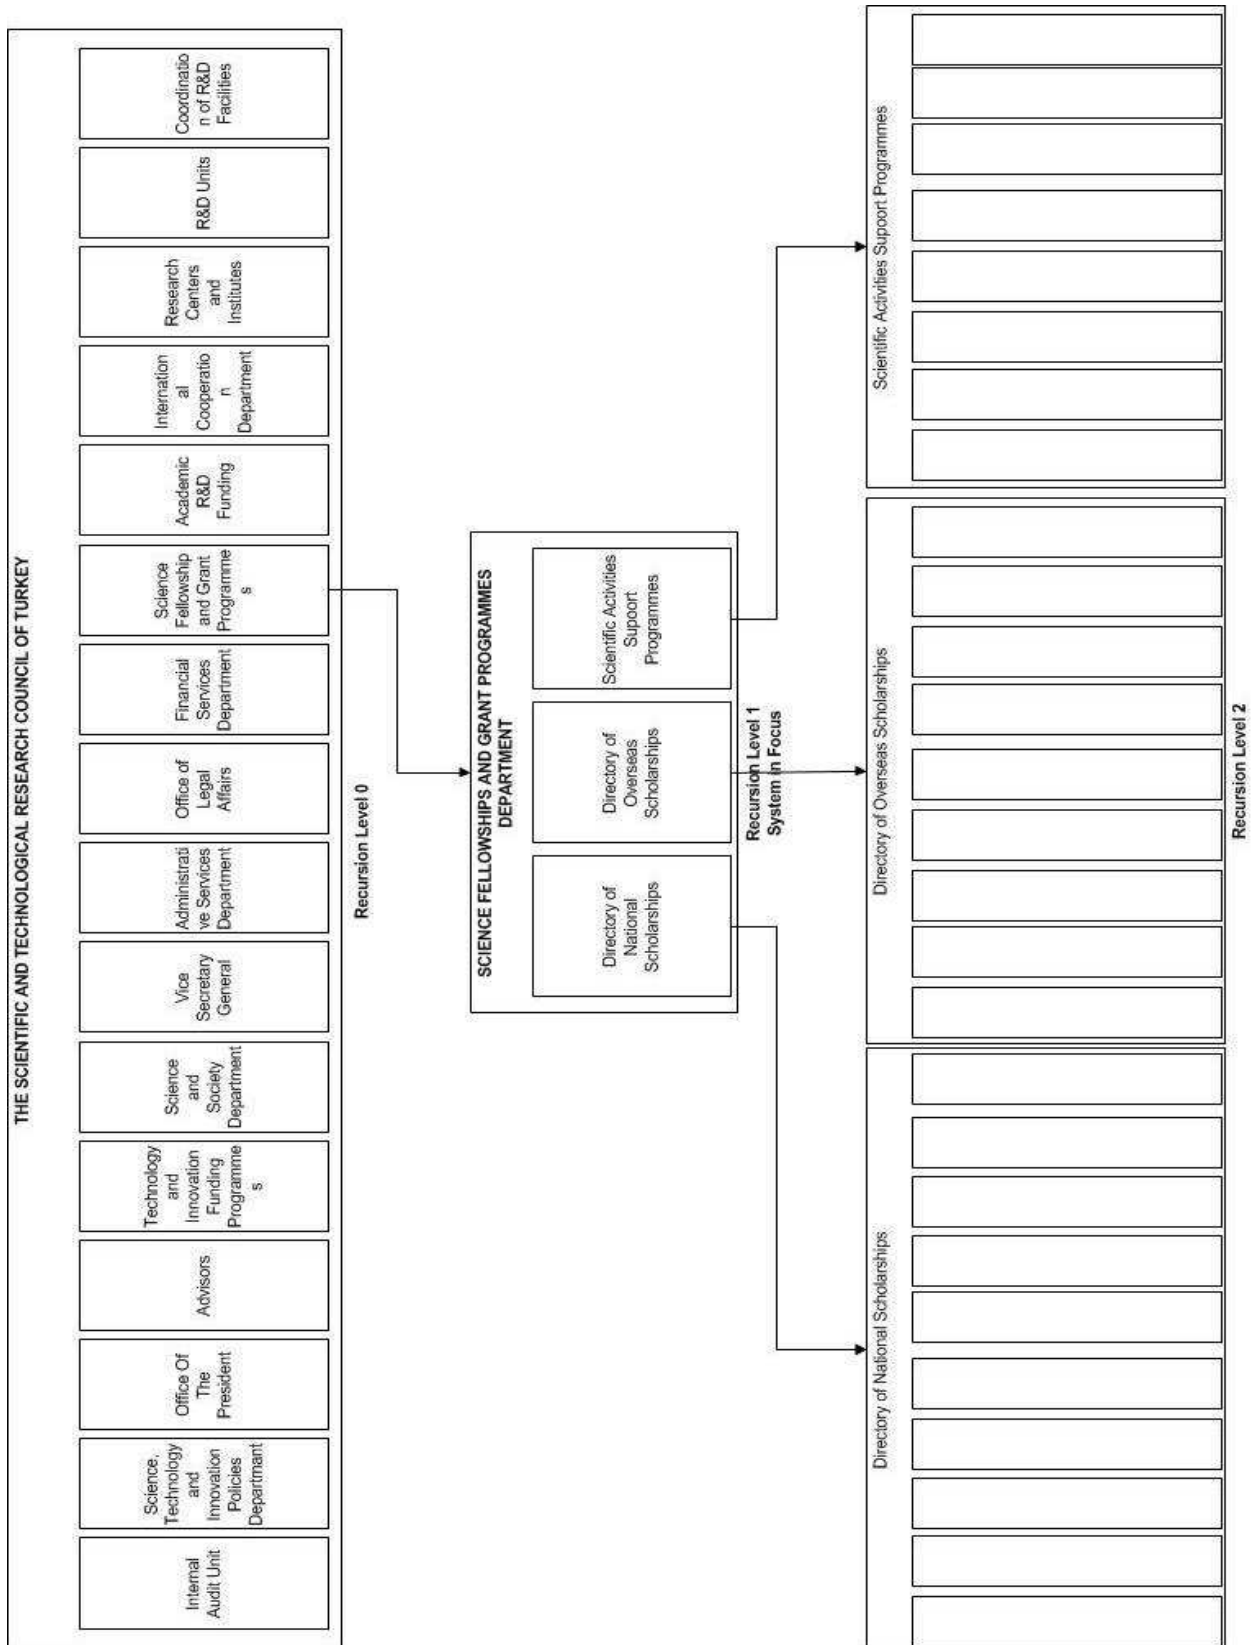 THE SCIENTIFIC AND TECHNOLOGICAL RESEARCH COUNCIL OF TURKEY
Internal
Audit Unit
Science,
Technology
and
Innovation
Policies
Departmant
Office Of
The
President
Advisors
Technology
and
Innovation
Funding
Programme
s
Science
and
Society
Department
Vice
Secretary
General
Administrati
ve Services
Department
Office of
Legal
Affairs
Financial
Services
Department
Science
Fellowship
and Grant
Programme
s
Academic
R&D
Funding
Internation
al
Cooperatio
n
Department
Research
Centers
and
Institutes
R&D Units
Coordinatio
n of R&D
Facilities
Recursion Level 0
SCIENCE FELLOWSHIPS AND GRANT PROGRAMMES
DEPARTMENT
Directory of
National
Scholarships
Directory of
Overseas
Scholarships
Scientific Activities
Support
Programmes
Recursion Level 1
System in Focus
Directory of National Scholarships
Directory of Overseas Scholarships
Scientific Activities Support Programmes
Recursion Level 2